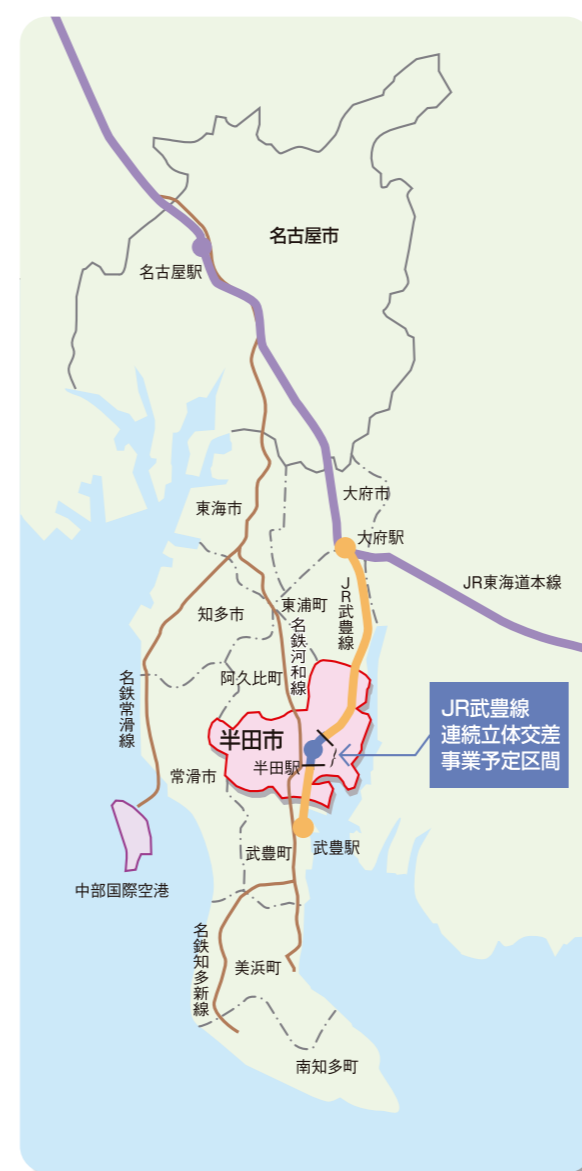 名古屋市
名古屋駅
大府市
東海市
大府駅
JR東海道本線
JR武豊線
東浦町
知多市
名鉄河和線
阿久比町
名鉄常滑線
JR武豊線
連続立体交差
事業予定区間
半田市
半田駅
常滑市
武豊駅
武豊町
中部国際空港
名鉄知多新線
美浜町
南知多町